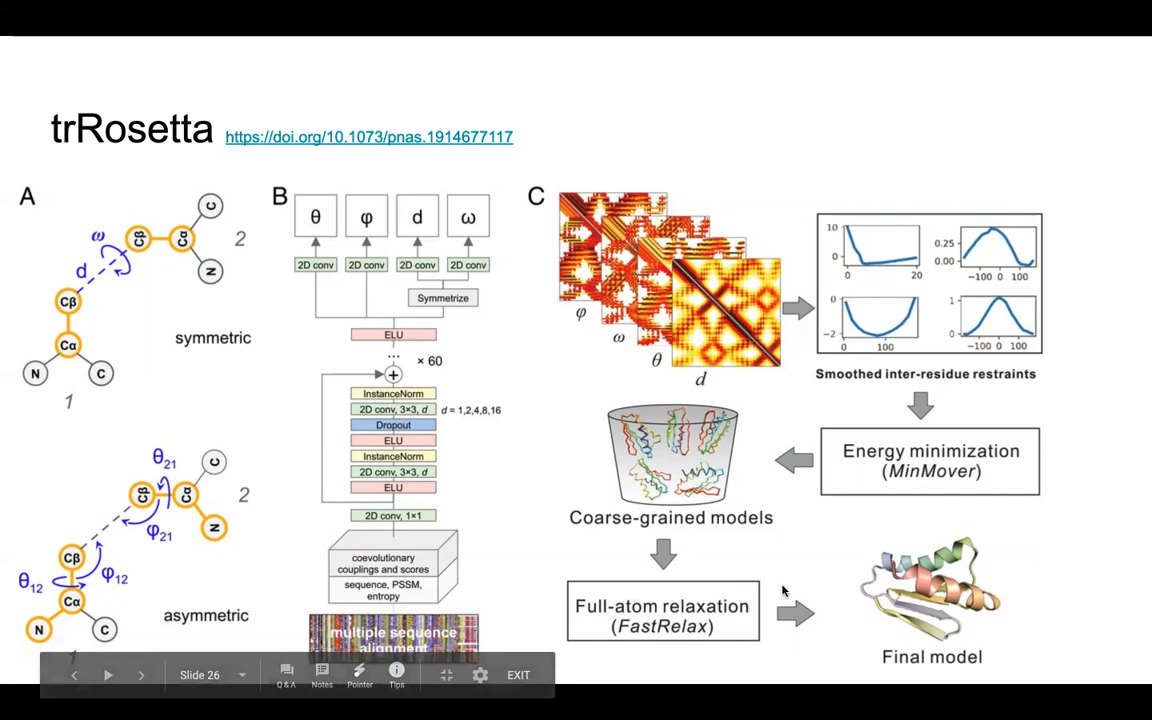 trRosetta https://doi.org/10.1073/pnas.1914677117
A
ω
d
Cβ
Cα
C
N
2
Cβ
Cα
N
C
1
symmetric
θ21
φ21
Cβ
Cα
C
N
2
Cβ
Cα
N
C
θ12
φ12
asymmetric
1
B
θ φ d ω
2D conv 2D conv 2D conv 2D conv
Symmetrize
ELU
... × 60
+
InstanceNorm
2D conv, 3×3, d d = 1,2,4,8,16
Dropout
ELU
InstanceNorm
2D conv, 3×3, d
ELU
2D conv, 1×1
coevolutionary
couplings and scores
sequence, PSSM,
entropy
multiple sequence
alignment
C
φ
ω
θ
d
10
0
0 20
0.25
0.00
−100 0 100
0
−2
0 100
1
0
−100 0 100
Smoothed inter-residue restraints
Energy minimization
(MinMover)
Coarse-grained models
Full-atom relaxation
(FastRelax)
Final model
Slide 26
Q & A
Notes
Pointer
Tips
EXIT